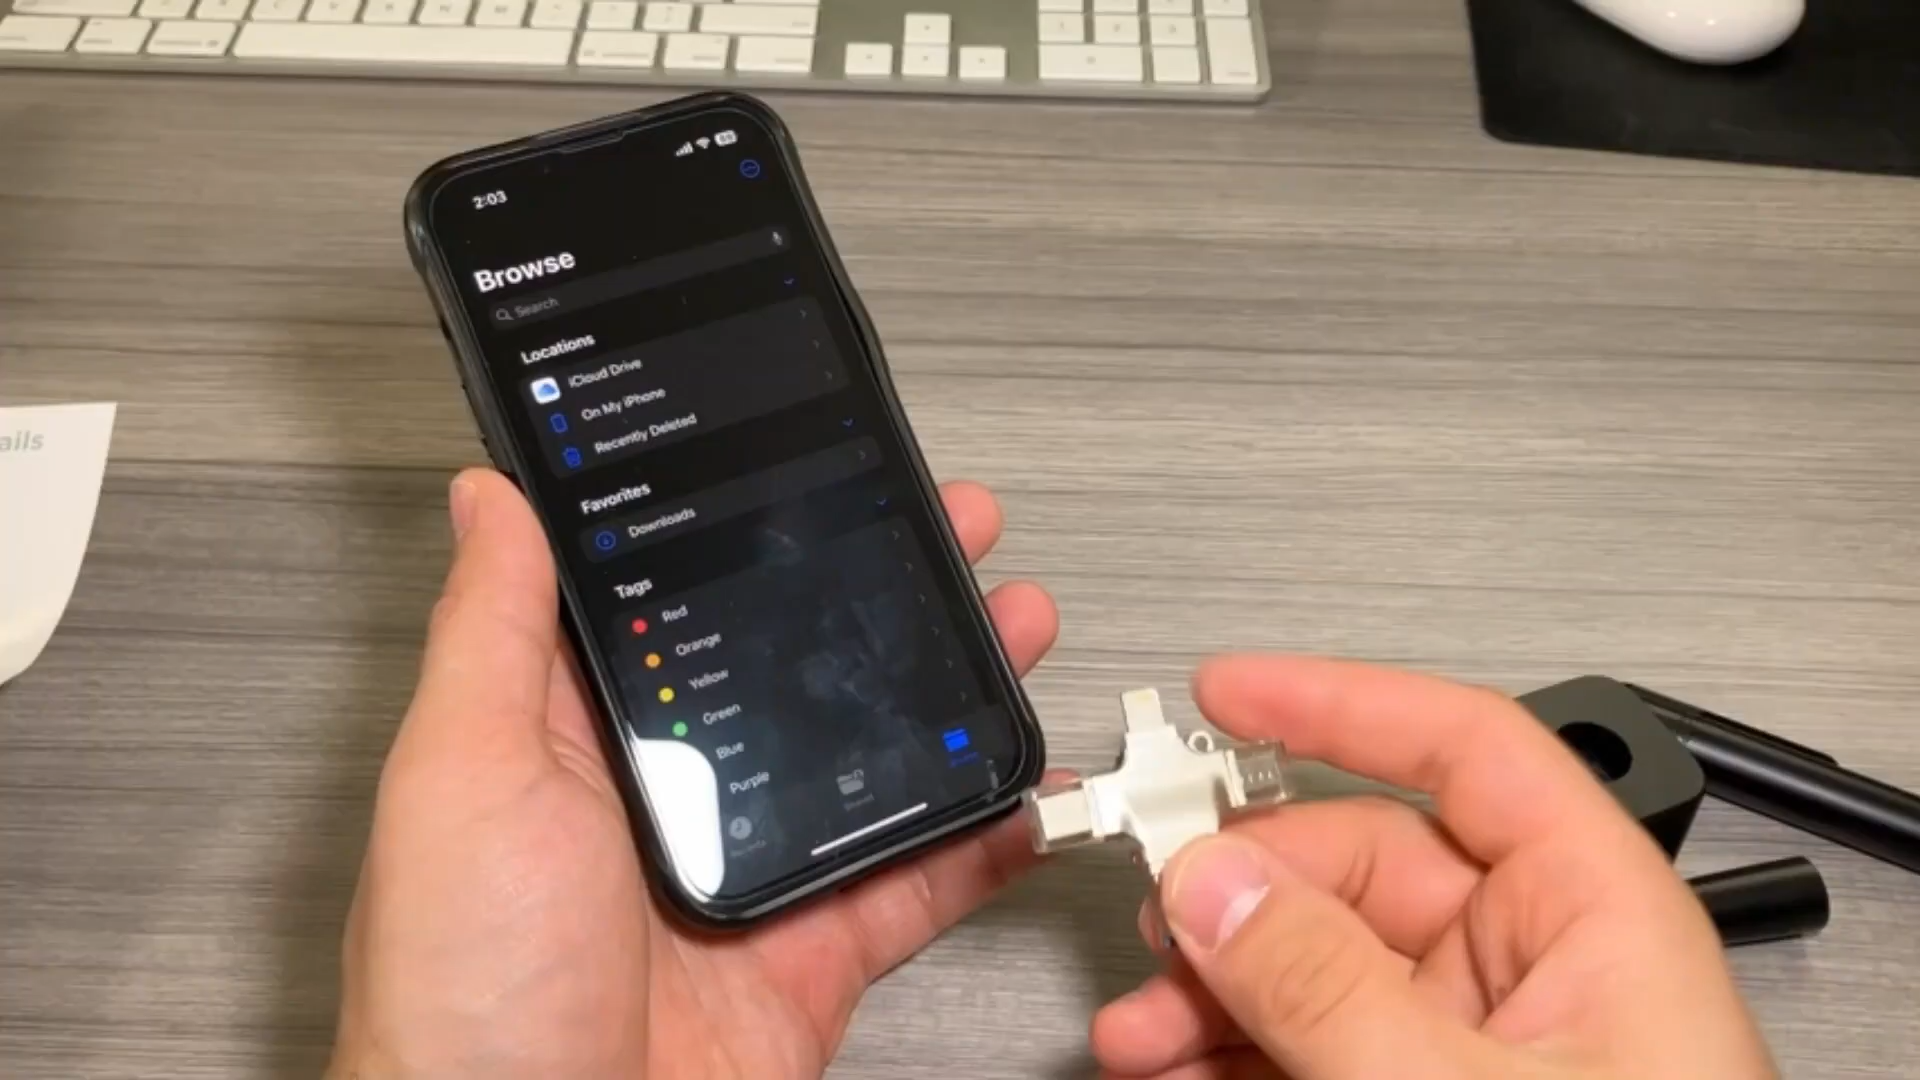 2:03
Browse
Search
Locations
iCloud Drive
On My iPhone
Recently Deleted
Favorites
Downloads
Tags
Red
Orange
Yellow
Green
Blue
Purple
Shared
ails